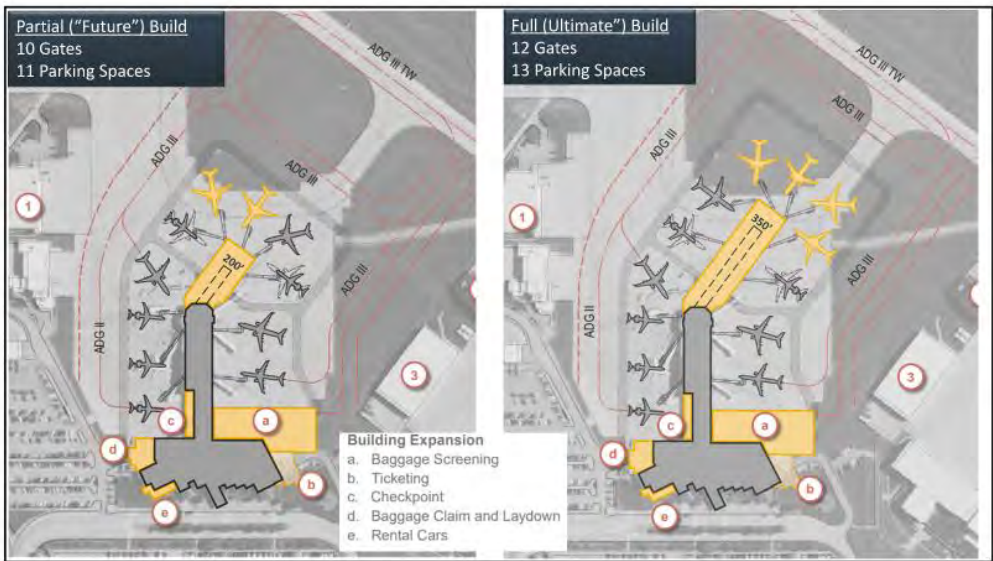 Partial (“Future”) Build
10 Gates
11 Parking Spaces
ADG III TW
ADG III
ADG III
ADG III
ADG II
1
200'
3
c
a
d
b
e
Building Expansion
a. Baggage Screening
b. Ticketing
c. Checkpoint
d. Baggage Claim and Laydown
e. Rental Cars
Full (Ultimate”) Build
12 Gates
13 Parking Spaces
ADG III TW
ADG III
ADG III
ADG III
ADG II
1
350'
3
c
a
d
b
e